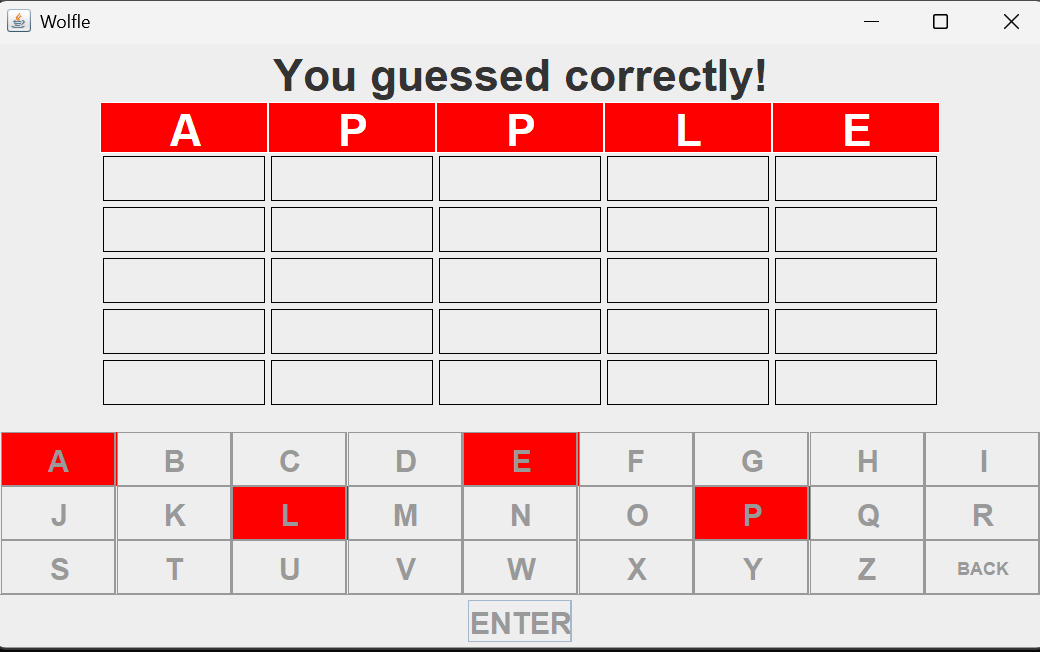 Wolfle
You guessed correctly!
A P P L E
A B C D E F G H I
J K L M N O P Q R
S T U V W X Y Z BACK
ENTER